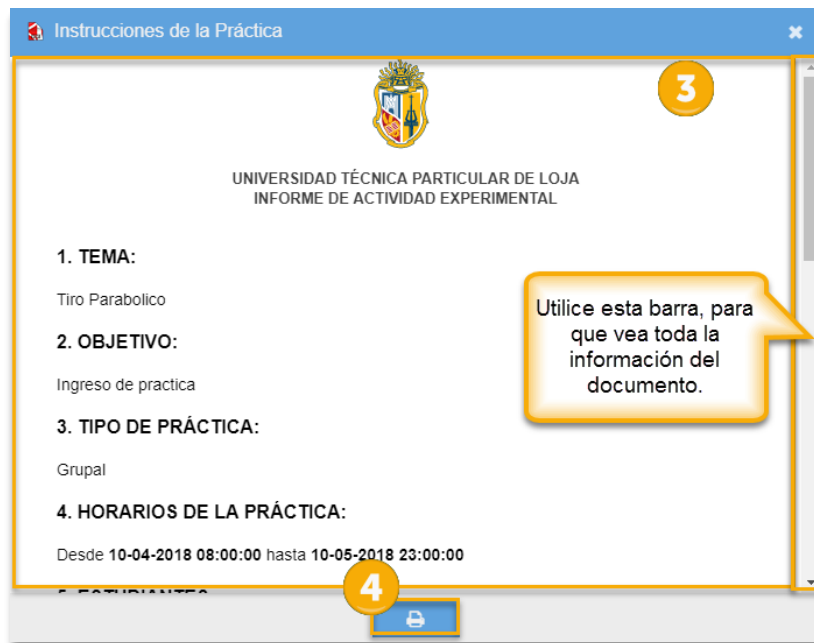 Instrucciones de la Práctica
3
UNIVERSIDAD TÉCNICA PARTICULAR DE LOJA
INFORME DE ACTIVIDAD EXPERIMENTAL
1. TEMA:
Tiro Parabolico
2. OBJETIVO:
Ingreso de practica
3. TIPO DE PRÁCTICA:
Grupal
4. HORARIOS DE LA PRÁCTICA:
Desde 10-04-2018 08:00:00 hasta 10-05-2018 23:00:00
Utilice esta barra, para
que vea toda la
información del
documento.
5. ESTUDIANTES
4